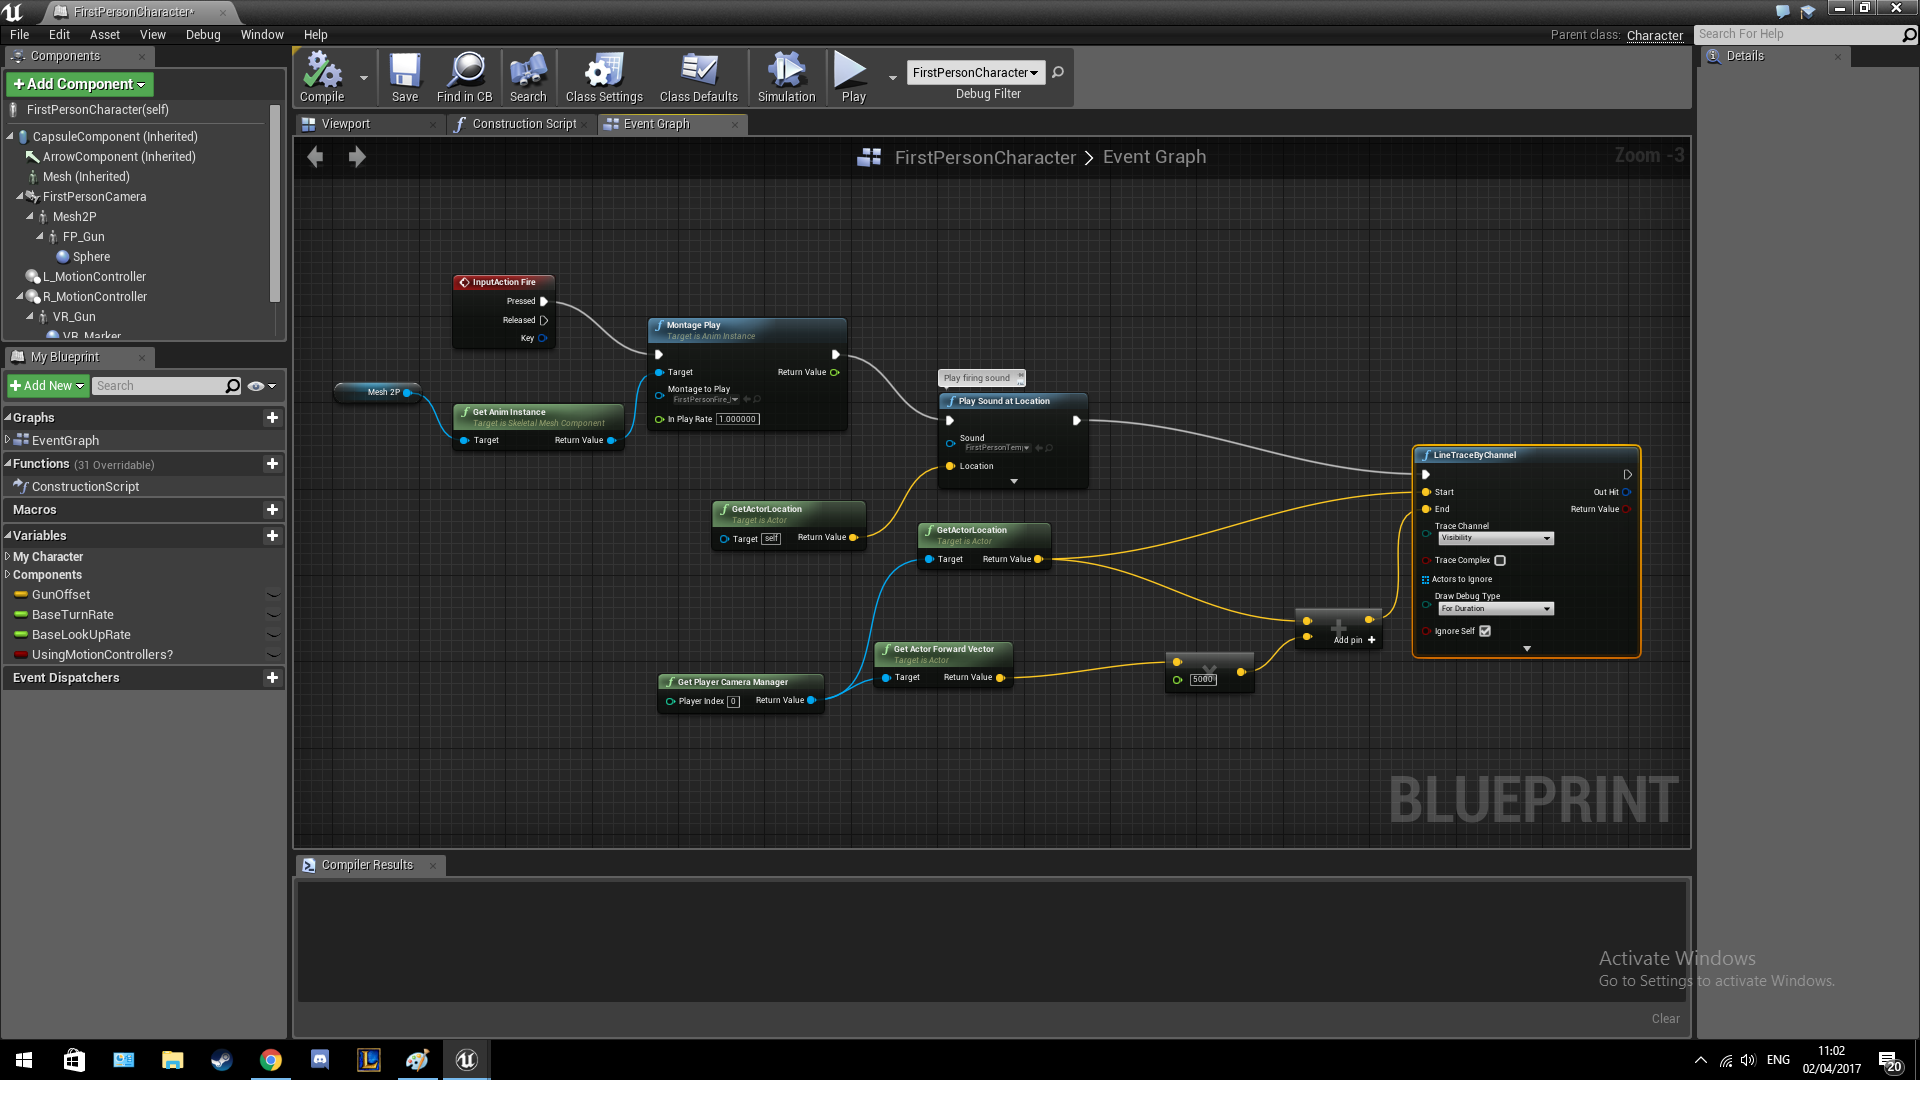 FirstPersonCharacter*
File Edit Asset View Debug Window Help
Parent class: Character
Search For Help
Components
+Add Component
FirstPersonCharacter(self)
CapsuleComponent (Inherited)
ArrowComponent (Inherited)
Mesh (Inherited)
FirstPersonCamera
Mesh2P
FP_Gun
Sphere
L_MotionController
R_MotionController
VR_Gun
VR_Marker
My Blueprint
+Add New
Search
Graphs
EventGraph
Functions (31 Overridable)
ConstructionScript
Macros
Variables
My Character
Components
GunOffset
BaseTurnRate
BaseLookUpRate
UsingMotionControllers?
Event Dispatchers
Compile
Save
Find in CB
Search
Class Settings
Class Defaults
Simulation
Play
FirstPersonCharacter
Debug Filter
Viewport
Construction Script
Event Graph
FirstPersonCharacter > Event Graph
Zoom -3
InputAction Fire
Pressed
Released
Key
Mesh 2P
Get Anim Instance
Target is Skeletal Mesh Component
Target Return Value
Montage Play
Target is Anim Instance
Target Return Value
Montage to Play
In Play Rate 1.000000
Play firing sound
Play Sound at Location
Sound
FirstPersonTem
Location
GetActorLocation
Target is Actor
Target self Return Value
GetActorLocation
Target is Actor
Target Return Value
Get Actor Forward Vector
Target is Actor
Target Return Value
Get Player Camera Manager
Player Index 0 Return Value
5000
Add pin +
LineTraceByChannel
Start Out Hit
End Return Value
Trace Channel
Visibility
Trace Complex
Actors to Ignore
Draw Debug Type
For Duration
Ignore Self
BLUEPRINT
Compiler Results
Clear
Details
Activate Windows
Go to Settings to activate Windows.
ENG
11:02
02/04/2017
20